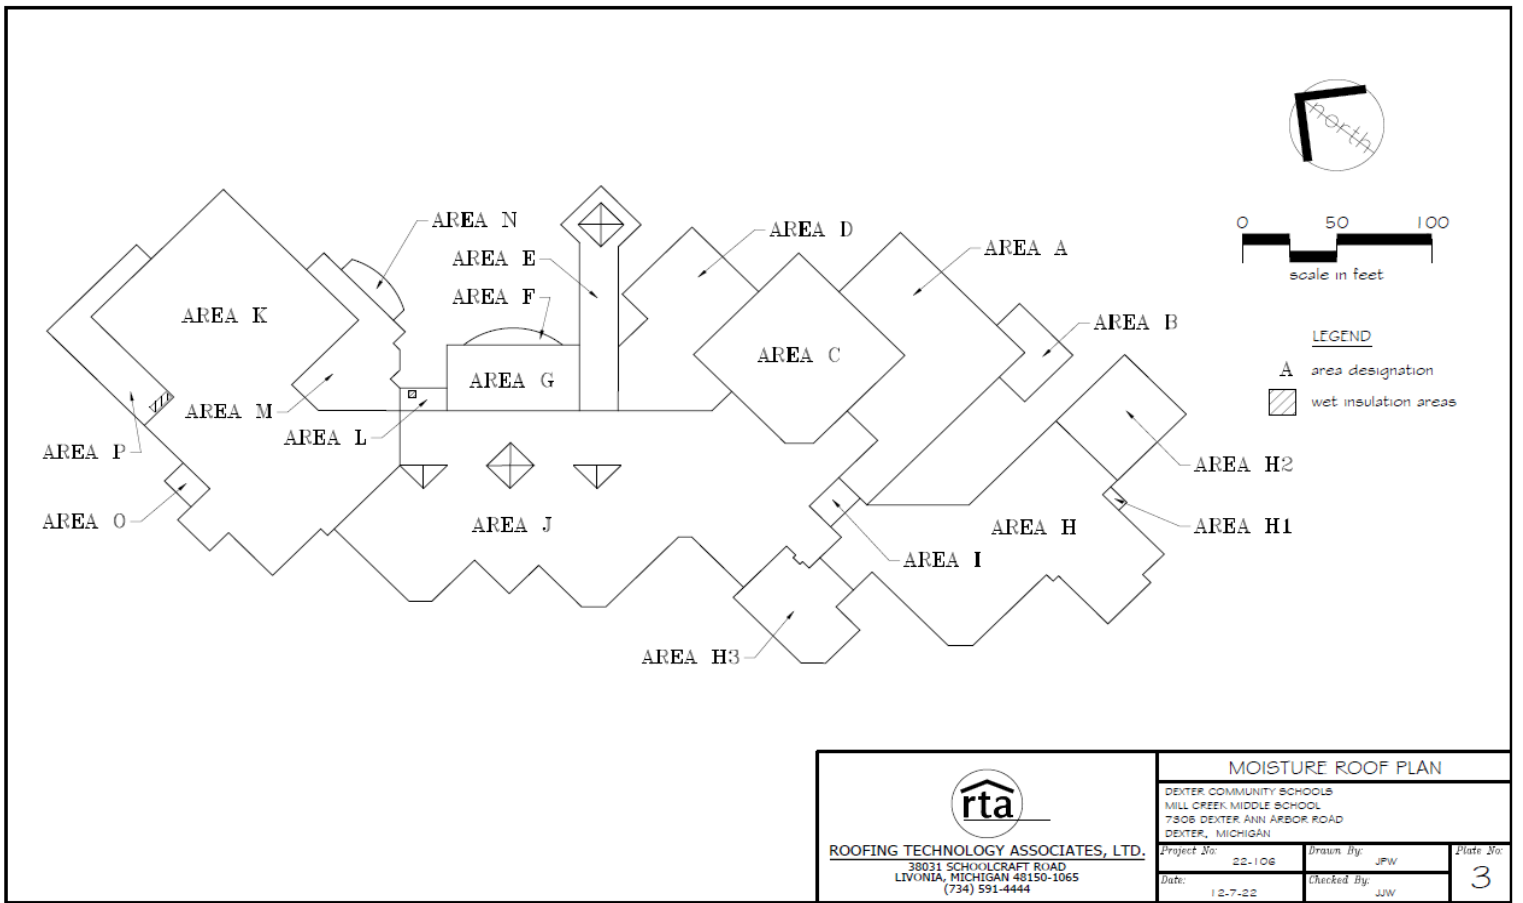 north
0 50 100
scale in feet
LEGEND
A area designation
wet insulation areas
AREA N
AREA D
AREA E
AREA A
AREA F
AREA K
AREA B
AREA C
AREA G
AREA M
AREA L
AREA P
AREA H2
AREA O
AREA J
AREA H
AREA H1
AREA I
AREA H3
rta
ROOFING TECHNOLOGY ASSOCIATES, LTD.
38031 SCHOOLCRAFT ROAD
LIVONIA, MICHIGAN 48150-1065
(734) 591-4444
MOISTURE ROOF PLAN
DEXTER COMMUNITY SCHOOLS
MILL CREEK MIDDLE SCHOOL
7305 DEXTER ANN ARBOR ROAD
DEXTER, MICHIGAN
Project No: 22-106
Drawn By: JPW
Plate No: 3
Date: 12-7-22
Checked By: JJW